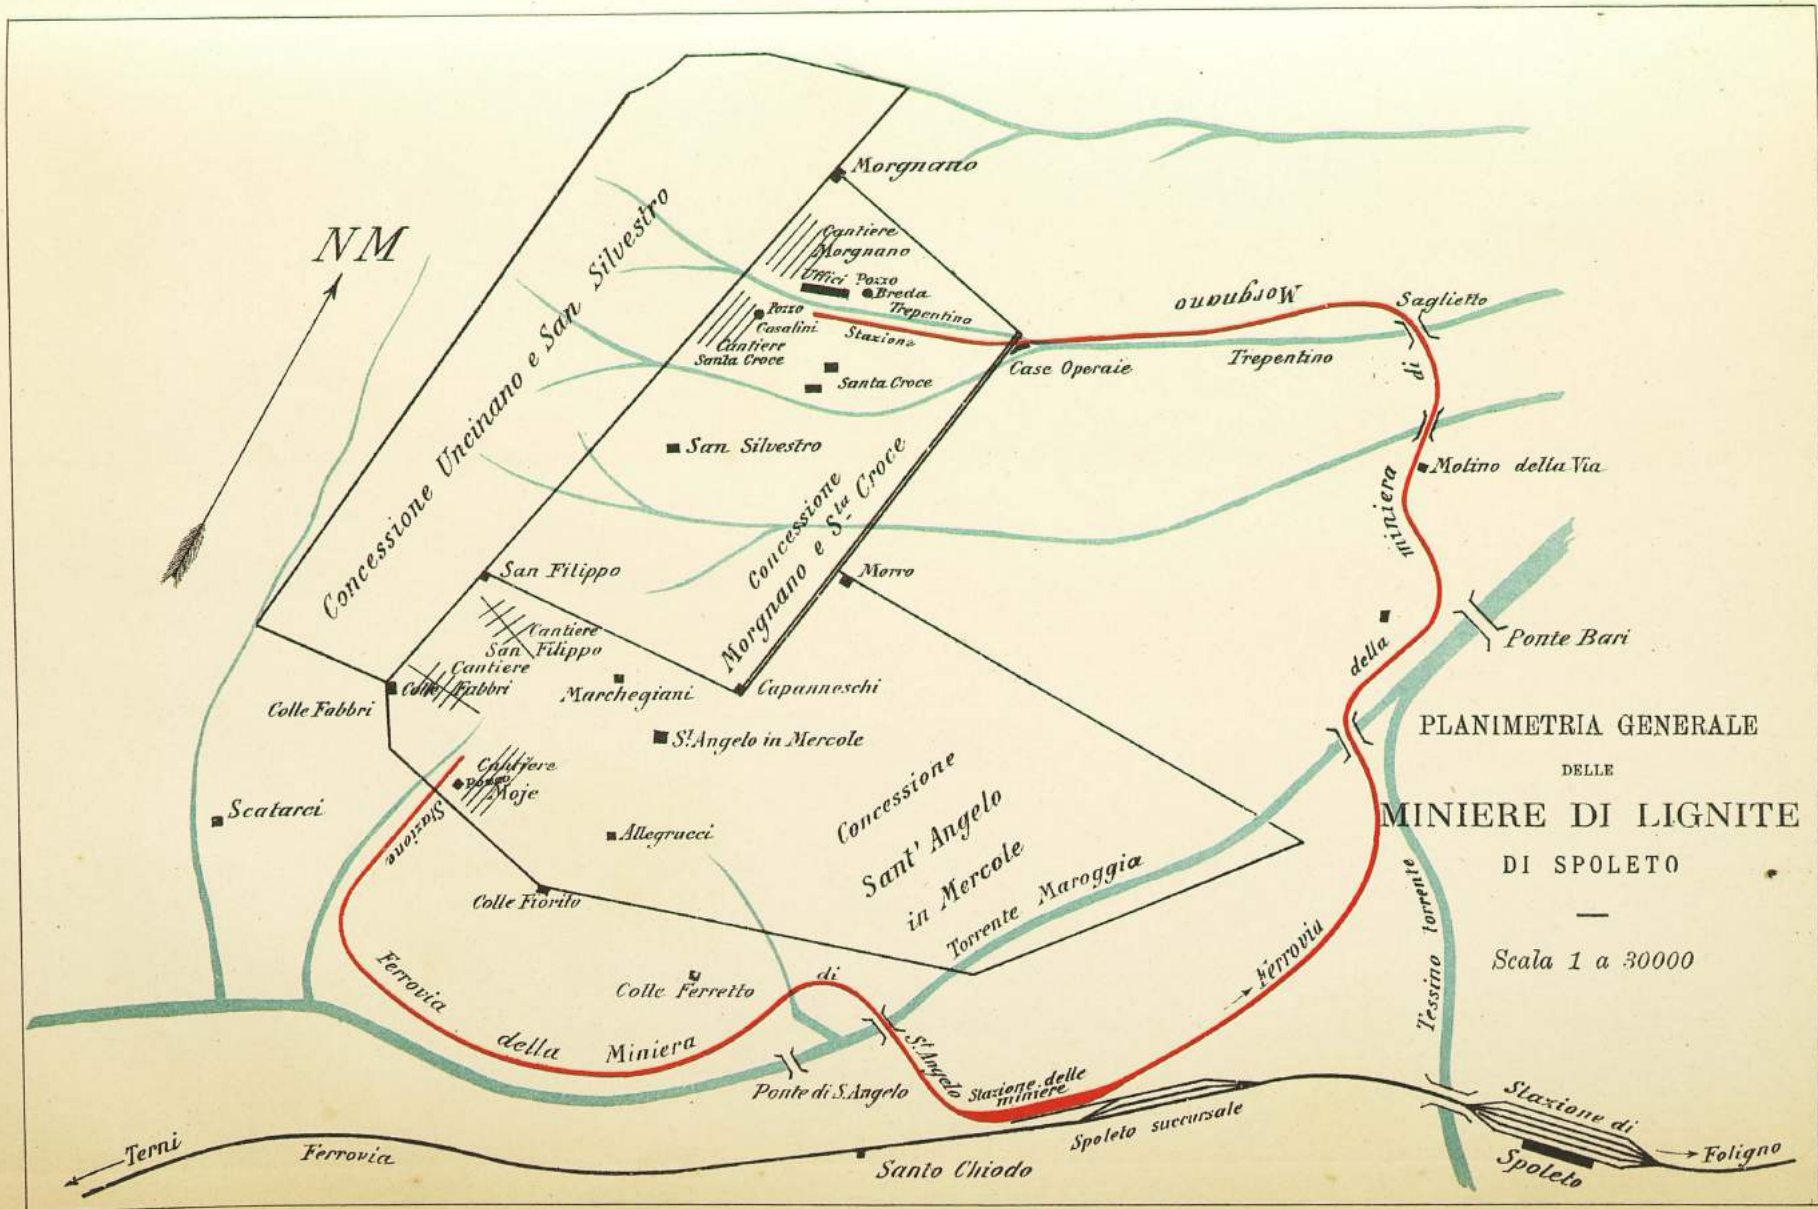 NM
Morgnano
Concessione Uncinano e San Silvestro
Cantiere
Morgnano
Uffici
Pozzo
Breda
Trepentino
Pozzo
Casalini
Stazione
Cantiere
Santa Croce
Santa Croce
Case Operaie
Morgnano
Saglietto
Trepentino
di
San Silvestro
Molino della Via
miniera
Concessione
Morgnano e Sta Croce
San Filippo
Morro
Cantiere
San Filippo
della
Ponte Bari
Cantiere
Colle Fabbri
Colle Fabbri
Marchegiani
Capanneschi
St Angelo in Mercole
PLANIMETRIA GENERALE
DELLE
MINIERE DI LIGNITE
DI SPOLETO
Scala 1 a 30000
Cantiere
Moje
Stazione
Scatarci
Allegrucci
Colle Fiorito
Concessione
Sant' Angelo
in Mercole
Torrente Maroggia
Tessino torrente
Ferrovia
Colle Ferretto
Ferrovia
della Miniera
di
St Angelo
Ponte di S. Angelo
Stazione delle
miniere
Spoleto succursale
Stazione di
Spoleto
Foligno
Terni
Ferrovia
Santo Chiodo